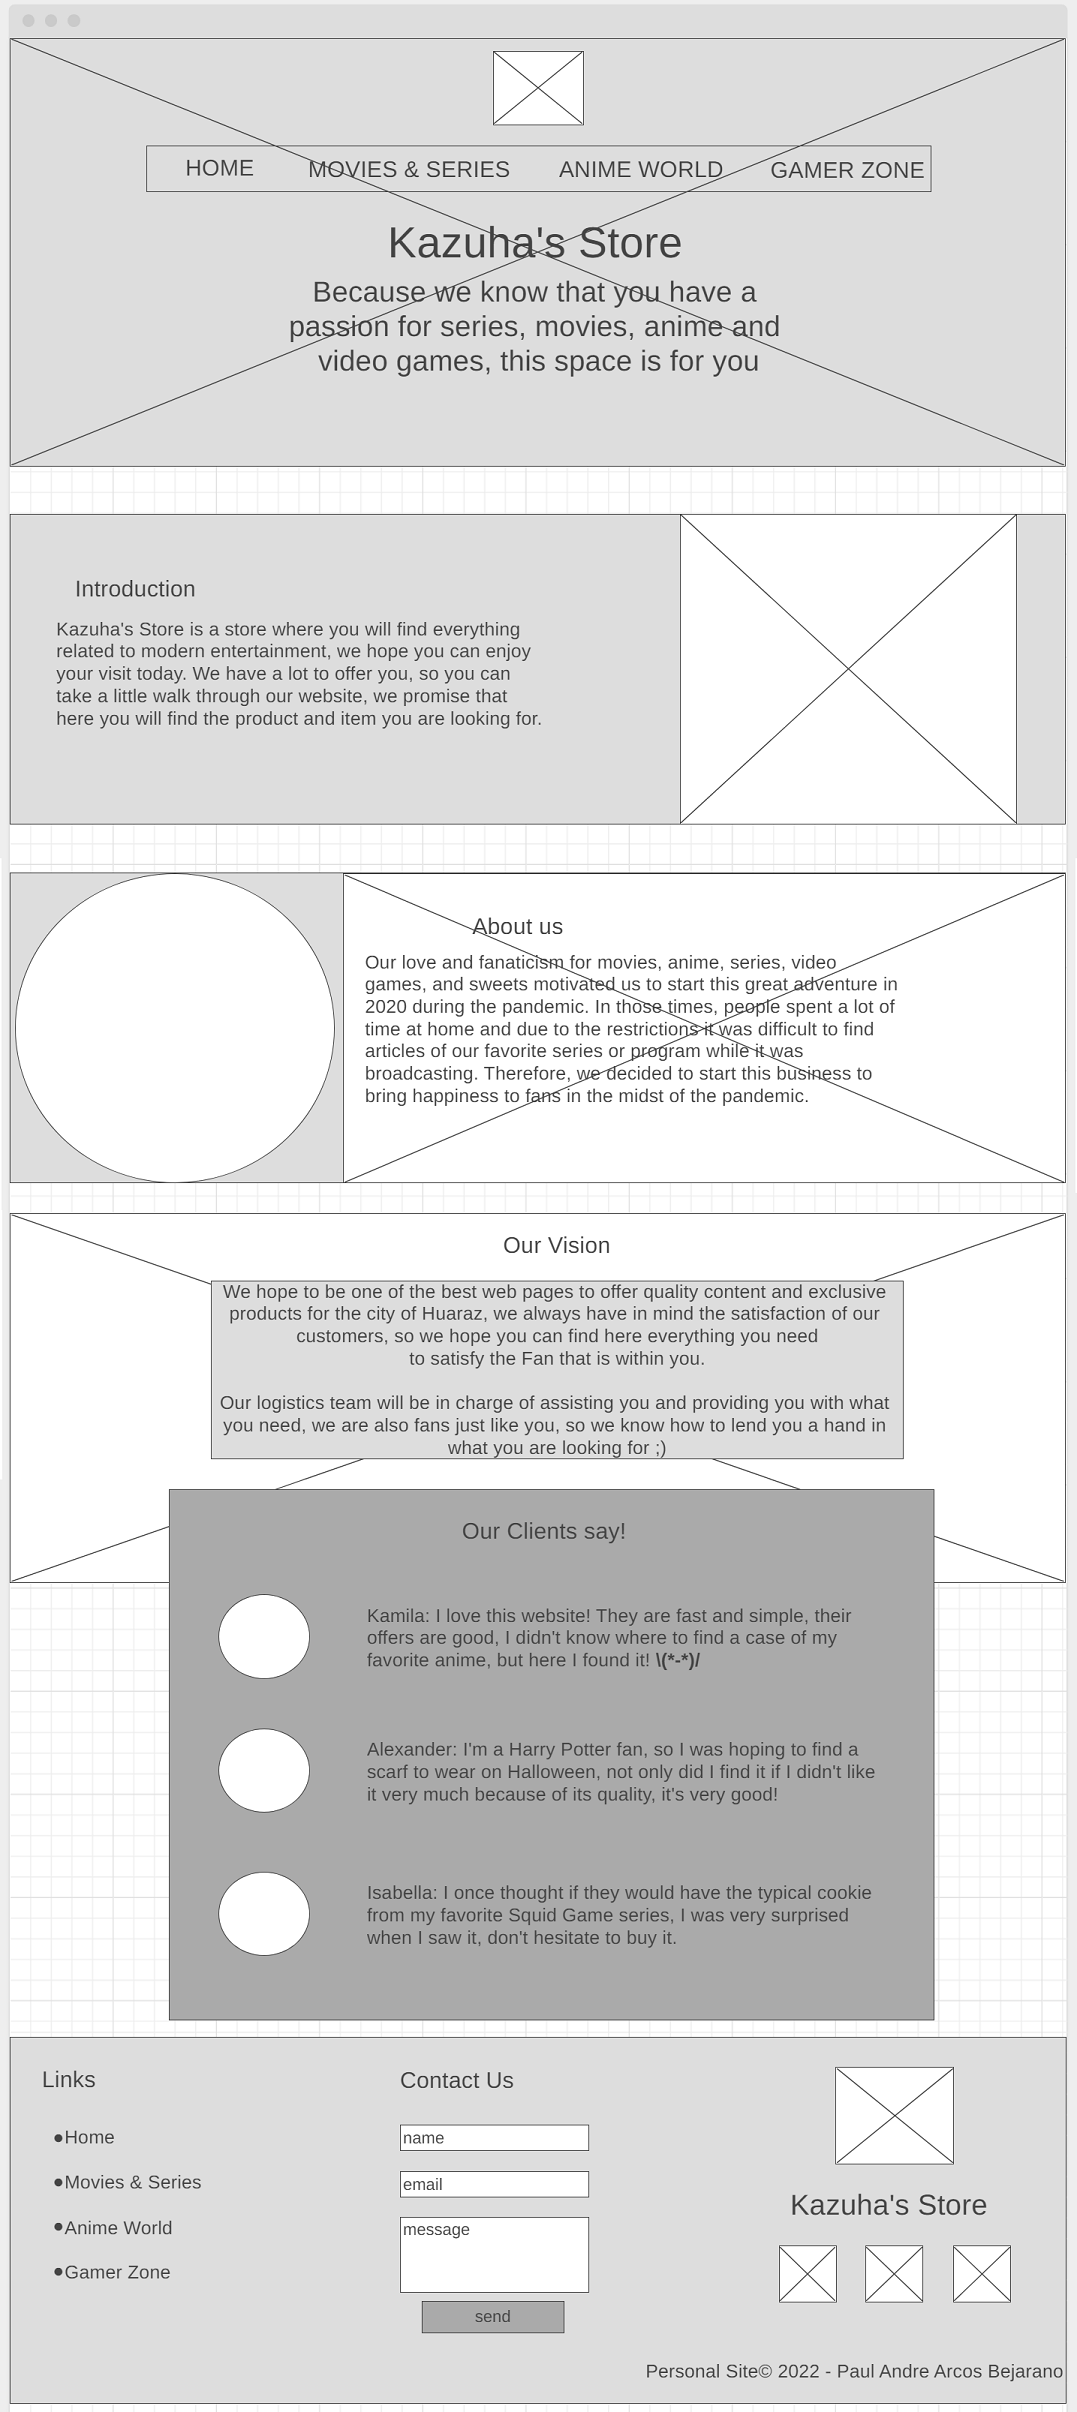 HOME MOVIES & SERIES ANIME WORLD GAMER ZONE
Kazuha's Store
Because we know that you have a
passion for series, movies, anime and
video games, this space is for you
Introduction
Kazuha's Store is a store where you will find everything
related to modern entertainment, we hope you can enjoy
your visit today. We have a lot to offer you, so you can
take a little walk through our website, we promise that
here you will find the product and item you are looking for.
About us
Our love and fanaticism for movies, anime, series, video
games, and sweets motivated us to start this great adventure in
2020 during the pandemic. In those times, people spent a lot of
time at home and due to the restrictions it was difficult to find
articles of our favorite series or program while it was
broadcasting. Therefore, we decided to start this business to
bring happiness to fans in the midst of the pandemic.
Our Vision
We hope to be one of the best web pages to offer quality content and exclusive
products for the city of Huaraz, we always have in mind the satisfaction of our
customers, so we hope you can find here everything you need
to satisfy the Fan that is within you.
Our logistics team will be in charge of assisting you and providing you with what
you need, we are also fans just like you, so we know how to lend you a hand in
what you are looking for ;)
Our Clients say!
Kamila: I love this website! They are fast and simple, their
offers are good, I didn't know where to find a case of my
favorite anime, but here I found it! \(*-*)/
Alexander: I'm a Harry Potter fan, so I was hoping to find a
scarf to wear on Halloween, not only did I find it if I didn't like
it very much because of its quality, it's very good!
Isabella: I once thought if they would have the typical cookie
from my favorite Squid Game series, I was very surprised
when I saw it, don't hesitate to buy it.
Links
●Home
●Movies & Series
●Anime World
●Gamer Zone
Contact Us
name
email
message
send
Kazuha's Store
Personal Site© 2022 - Paul Andre Arcos Bejarano